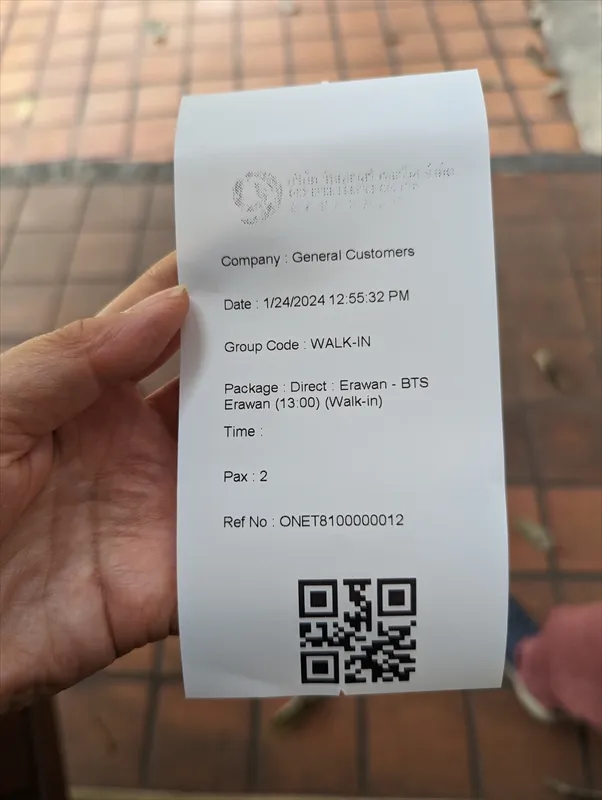 Company : General Customers
Date : 1/24/2024 12:55:32 PM
Group Code : WALK-IN
Package : Direct : Erawan - BTS
Erawan (13:00) (Walk-in)
Time :
Pax : 2
Ref No : ONET8100000012